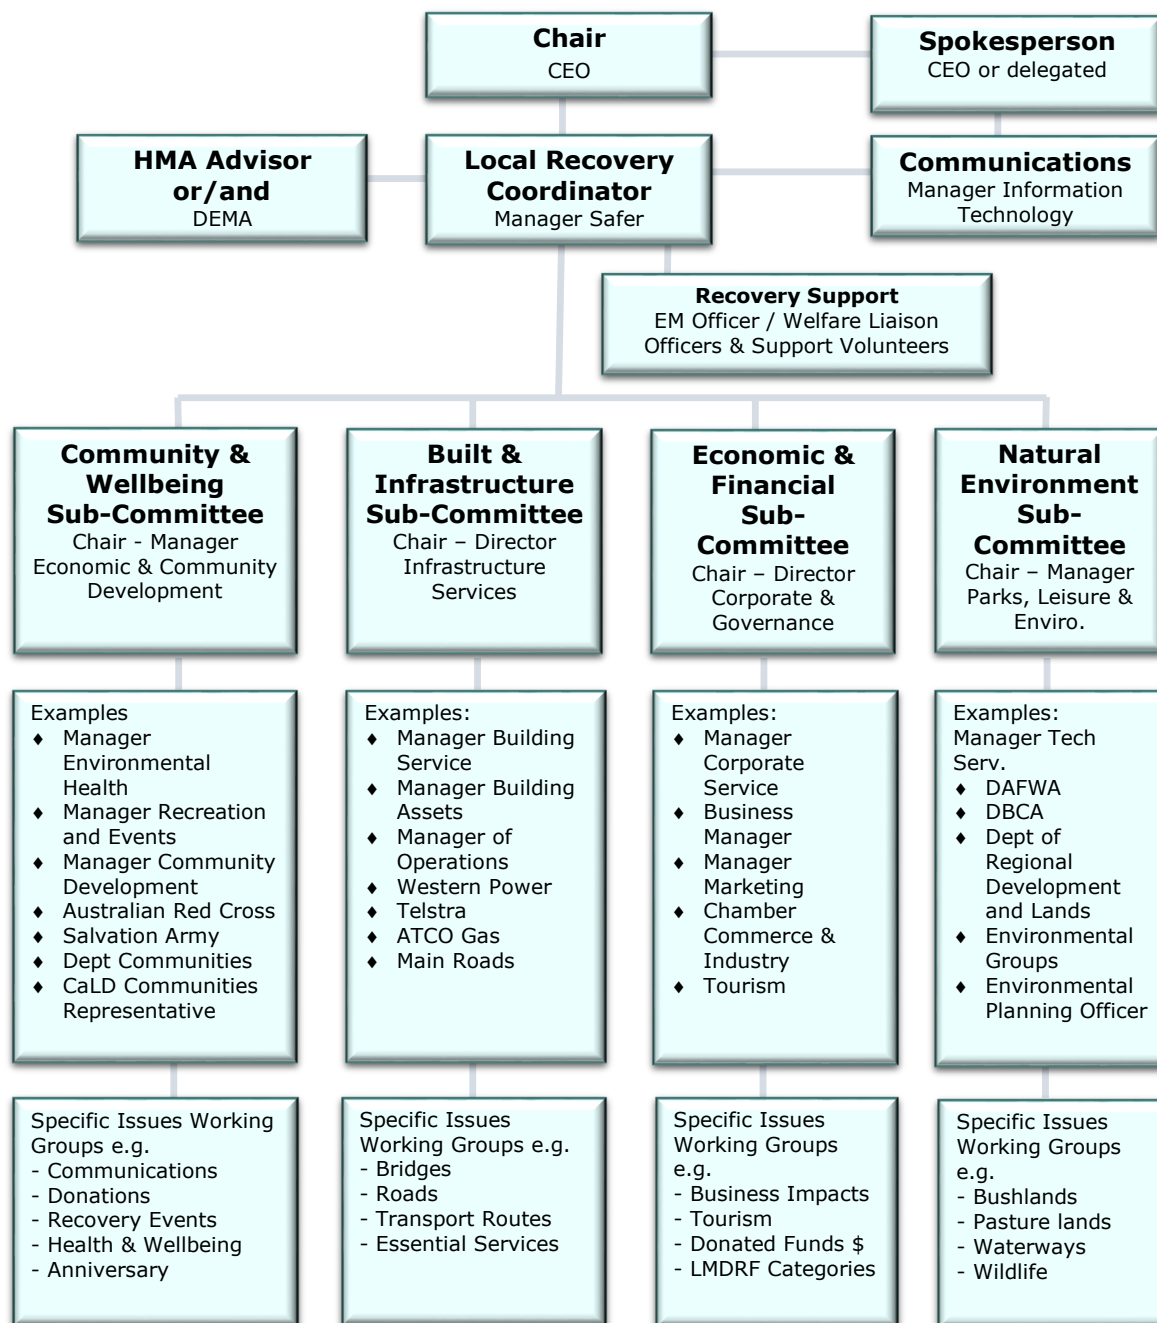 Chair
CEO
Spokesperson
CEO or delegated
HMA Advisor
or/and
DEMA
Local Recovery
Coordinator
Manager Safer
Communications
Manager Information
Technology
Recovery Support
EM Officer / Welfare Liaison
Officers & Support Volunteers
Community &
Wellbeing
Sub-Committee
Chair - Manager
Economic & Community
Development
Built &
Infrastructure
Sub-Committee
Chair – Director
Infrastructure
Services
Economic &
Financial
Sub-
Committee
Chair – Director
Corporate &
Governance
Natural
Environment
Sub-
Committee
Chair – Manager
Parks, Leisure &
Enviro.
Examples
♦ Manager
Environmental
Health
♦ Manager Recreation
and Events
♦ Manager Community
Development
♦ Australian Red Cross
♦ Salvation Army
♦ Dept Communities
♦ CaLD Communities
Representative
Examples:
♦ Manager Building
Service
♦ Manager Building
Assets
♦ Manager of
Operations
♦ Western Power
♦ Telstra
♦ ATCO Gas
♦ Main Roads
Examples:
♦ Manager
Corporate
Service
♦ Business
Manager
♦ Manager
Marketing
♦ Chamber
Commerce &
Industry
♦ Tourism
Examples:
Manager Tech
Serv.
♦ DAFWA
♦ DBCA
♦ Dept of
Regional
Development
and Lands
♦ Environmental
Groups
♦ Environmental
Planning Officer
Specific Issues Working
Groups e.g.
- Communications
- Donations
- Recovery Events
- Health & Wellbeing
- Anniversary
Specific Issues
Working Groups e.g.
- Bridges
- Roads
- Transport Routes
- Essential Services
Specific Issues
Working Groups
e.g.
- Business Impacts
- Tourism
- Donated Funds $
- LMDRF Categories
Specific Issues
Working Groups
e.g.
- Bushlands
- Pasture lands
- Waterways
- Wildlife